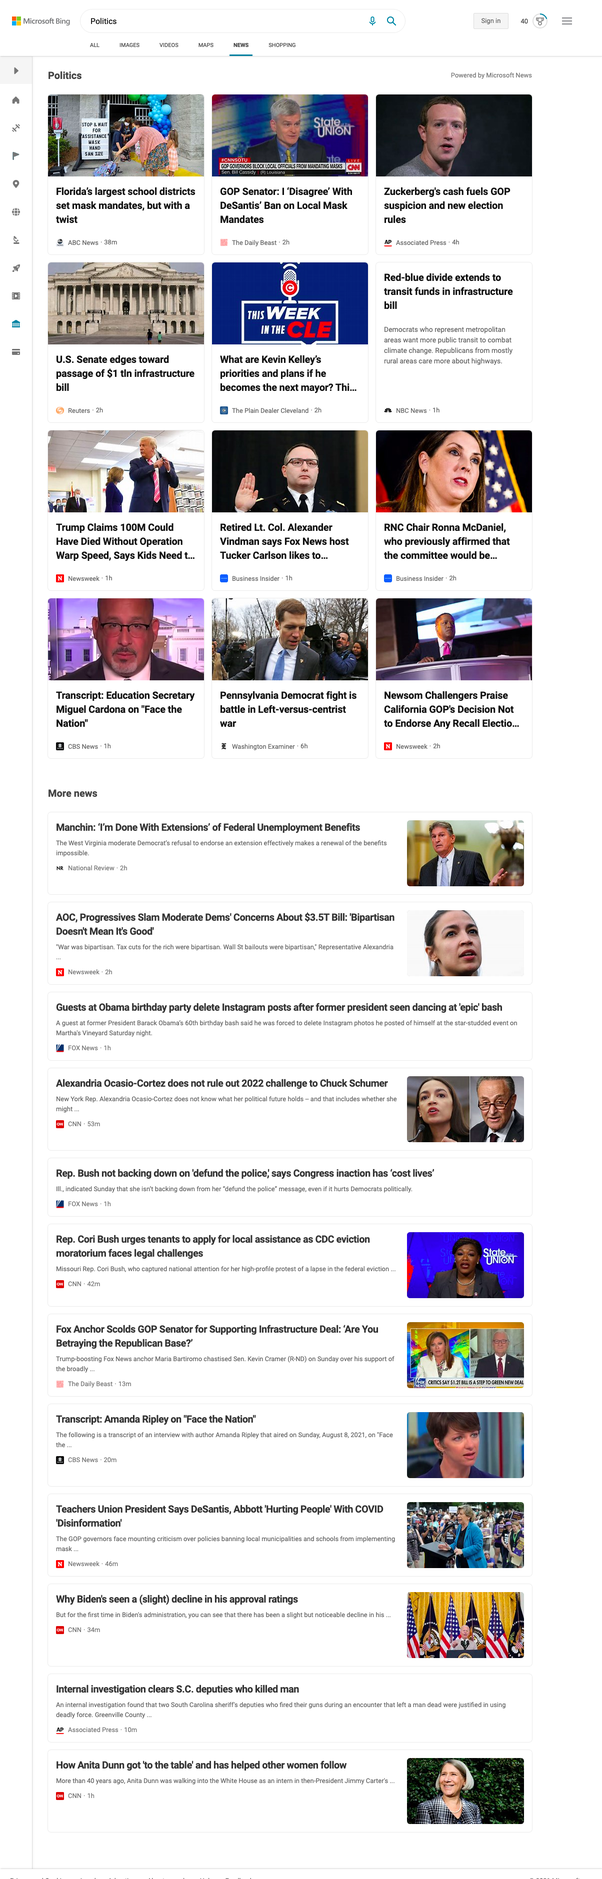 Microsoft Bing
Politics
Sign in
40
ALL
IMAGES
VIDEOS
MAPS
NEWS
SHOPPING
Politics
Powered by Microsoft News
STOP & WAIT
FOR
ASSISTANCE
MASK
HAND
SAN IZE
Florida's largest school districts
set mask mandates, but with a
twist
ABC News · 38m
State
UNION
#CNNSOTU
GOP GOVERNORS BLOCK LOCAL OFFICIALS FROM MANDATING MASKS
Sen. Bill Cassidy (R) Louisiana
CNN
GOP Senator: I 'Disagree' With
DeSantis' Ban on Local Mask
Mandates
The Daily Beast · 2h
Zuckerberg's cash fuels GOP
suspicion and new election
rules
AP
Associated Press · 4h
U.S. Senate edges toward
passage of $1 tln infrastructure
bill
Reuters · 2h
THIS WEEK
IN THE CLE
What are Kevin Kelley's
priorities and plans if he
becomes the next mayor? Thi...
The Plain Dealer Cleveland · 2h
Red-blue divide extends to
transit funds in infrastructure
bill
Democrats who represent metropolitan
areas want more public transit to combat
climate change. Republicans from mostly
rural areas care more about highways.
NBC News · 1h
Trump Claims 100M Could
Have Died Without Operation
Warp Speed, Says Kids Need t...
N
Newsweek · 1h
Retired Lt. Col. Alexander
Vindman says Fox News host
Tucker Carlson likes to...
Business Insider · 1h
RNC Chair Ronna McDaniel,
who previously affirmed that
the committee would be...
Business Insider · 2h
Transcript: Education Secretary
Miguel Cardona on "Face the
Nation"
CBS News · 1h
Pennsylvania Democrat fight is
battle in Left-versus-centrist
war
Washington Examiner · 6h
Newsom Challengers Praise
California GOP's Decision Not
to Endorse Any Recall Electio...
N
Newsweek · 2h
More news
Manchin: 'I'm Done With Extensions' of Federal Unemployment Benefits
The West Virginia moderate Democrat's refusal to endorse an extension effectively makes a renewal of the benefits
impossible.
NR
National Review · 2h
AOC, Progressives Slam Moderate Dems' Concerns About $3.5T Bill: 'Bipartisan
Doesn't Mean It's Good'
"War was bipartisan. Tax cuts for the rich were bipartisan. Wall St bailouts were bipartisan," Representative Alexandria
...
N
Newsweek · 2h
Guests at Obama birthday party delete Instagram posts after former president seen dancing at 'epic' bash
A guest at former President Barack Obama's 60th birthday bash said he was forced to delete Instagram photos he posted of himself at the star-studded event on
Martha's Vineyard Saturday night.
FOX News · 1h
Alexandria Ocasio-Cortez does not rule out 2022 challenge to Chuck Schumer
New York Rep. Alexandria Ocasio-Cortez does not know what her political future holds -- and that includes whether she
might ...
CNN · 53m
Rep. Bush not backing down on 'defund the police,' says Congress inaction has 'cost lives'
Ill., indicated Sunday that she isn't backing down from her "defund the police" message, even if it hurts Democrats politically.
FOX News · 1h
Rep. Cori Bush urges tenants to apply for local assistance as CDC eviction
moratorium faces legal challenges
Missouri Rep. Cori Bush, who captured national attention for her high-profile protest of a lapse in the federal eviction ...
CNN · 42m
State
UNION
Fox Anchor Scolds GOP Senator for Supporting Infrastructure Deal: 'Are You
Betraying the Republican Base?'
Trump-boosting Fox News anchor Maria Bartiromo chastised Sen. Kevin Cramer (R-ND) on Sunday over his support of
the broadly ...
The Daily Beast · 13m
CRITICS SAY $1.2T BILL IS A STEP TO GREEN NEW DEAL
Transcript: Amanda Ripley on "Face the Nation"
The following is a transcript of an interview with author Amanda Ripley that aired on Sunday, August 8, 2021, on "Face
the ...
CBS News · 20m
Teachers Union President Says DeSantis, Abbott 'Hurting People' With COVID
'Disinformation'
The GOP governors face mounting criticism over policies banning local municipalities and schools from implementing
mask ...
N
Newsweek · 46m
Why Biden's seen a (slight) decline in his approval ratings
But for the first time in Biden's administration, you can see that there has been a slight but noticeable decline in his ...
CNN · 34m
Internal investigation clears S.C. deputies who killed man
An internal investigation found that two South Carolina sheriff's deputies who fired their guns during an encounter that left a man dead were justified in using
deadly force. Greenville County ...
AP
Associated Press · 10m
How Anita Dunn got 'to the table' and has helped other women follow
More than 40 years ago, Anita Dunn was walking into the White House as an intern in then-President Jimmy Carter's ...
CNN · 1h